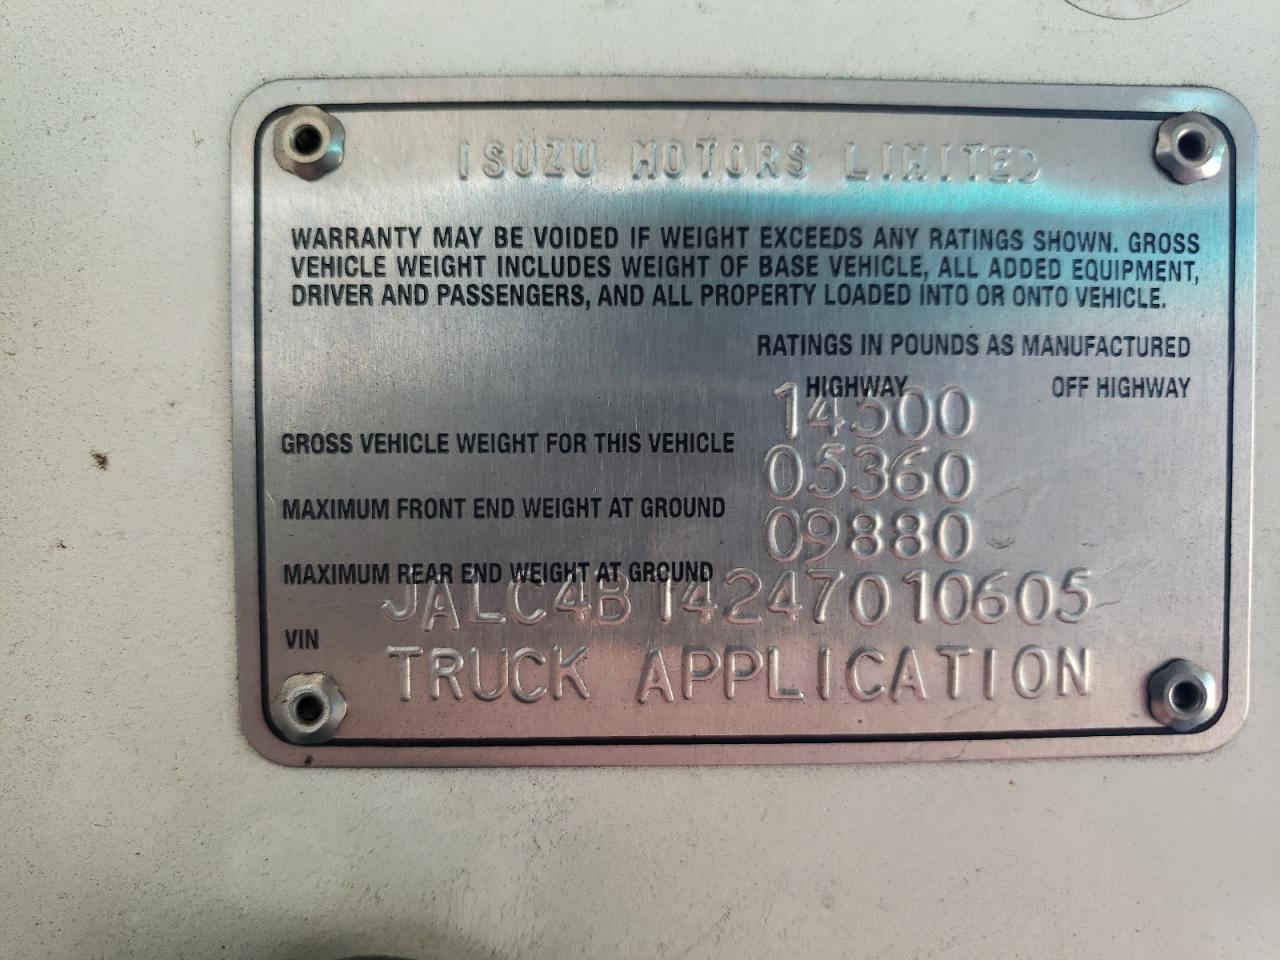 ISUZU MOTORS LIMITED
WARRANTY MAY BE VOIDED IF WEIGHT EXCEEDS ANY RATINGS SHOWN. GROSS
VEHICLE WEIGHT INCLUDES WEIGHT OF BASE VEHICLE, ALL ADDED EQUIPMENT,
DRIVER AND PASSENGERS, AND ALL PROPERTY LOADED INTO OR ONTO VEHICLE.
RATINGS IN POUNDS AS MANUFACTURED
HIGHWAY OFF HIGHWAY
14500
GROSS VEHICLE WEIGHT FOR THIS VEHICLE
05360
MAXIMUM FRONT END WEIGHT AT GROUND
09880
MAXIMUM REAR END WEIGHT AT GROUND
JALC4B14247010605
VIN
TRUCK APPLICATION